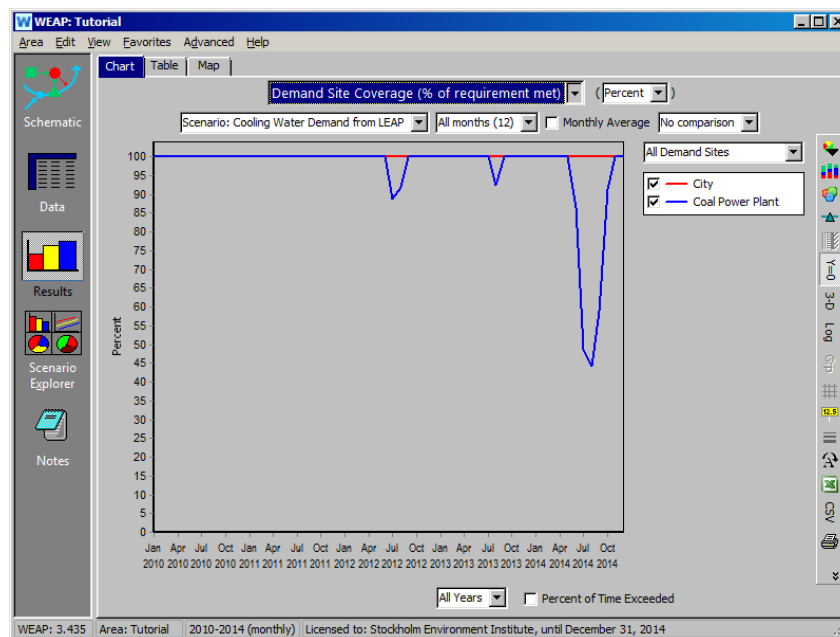 WEAP: Tutorial
Area Edit View Favorites Advanced Help
Chart Table Map
Demand Site Coverage (% of requirement met) ( Percent )
Scenario: Cooling Water Demand from LEAP All months (12) Monthly Average No comparison
All Demand Sites
City
Coal Power Plant
Schematic
Data
Results
Scenario
Explorer
Notes
Percent
100
95
90
85
80
75
70
65
60
55
50
45
40
35
30
25
20
15
10
5
0
Jan Apr Jul Oct Jan Apr Jul Oct Jan Apr Jul Oct Jan Apr Jul Oct Jan Apr Jul Oct
2010 2010 2010 2010 2011 2011 2011 2011 2012 2012 2012 2012 2013 2013 2013 2013 2014 2014 2014 2014
Y=0
3-D
Log
Grp
12.5
A
CSV
All Years Percent of Time Exceeded
WEAP: 3.435 Area: Tutorial 2010-2014 (monthly) Licensed to: Stockholm Environment Institute, until December 31, 2014